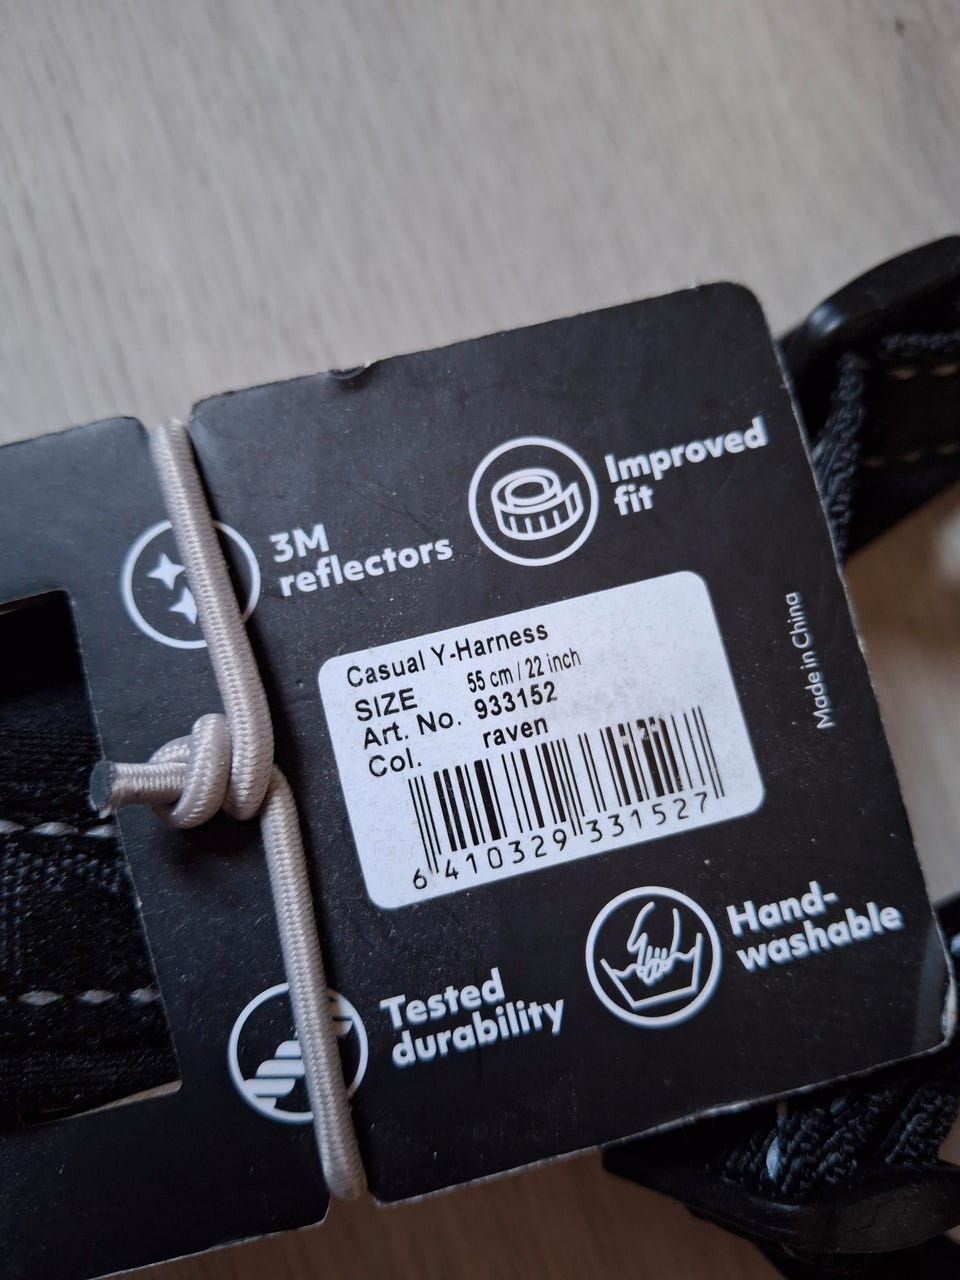 3M
reflectors
Improved
fit
Casual Y-Harness
SIZE 55 cm / 22 inch
Art. No. 933152
Col. raven
6 410329 331527
Made in China
Tested
durability
Hand-
washable